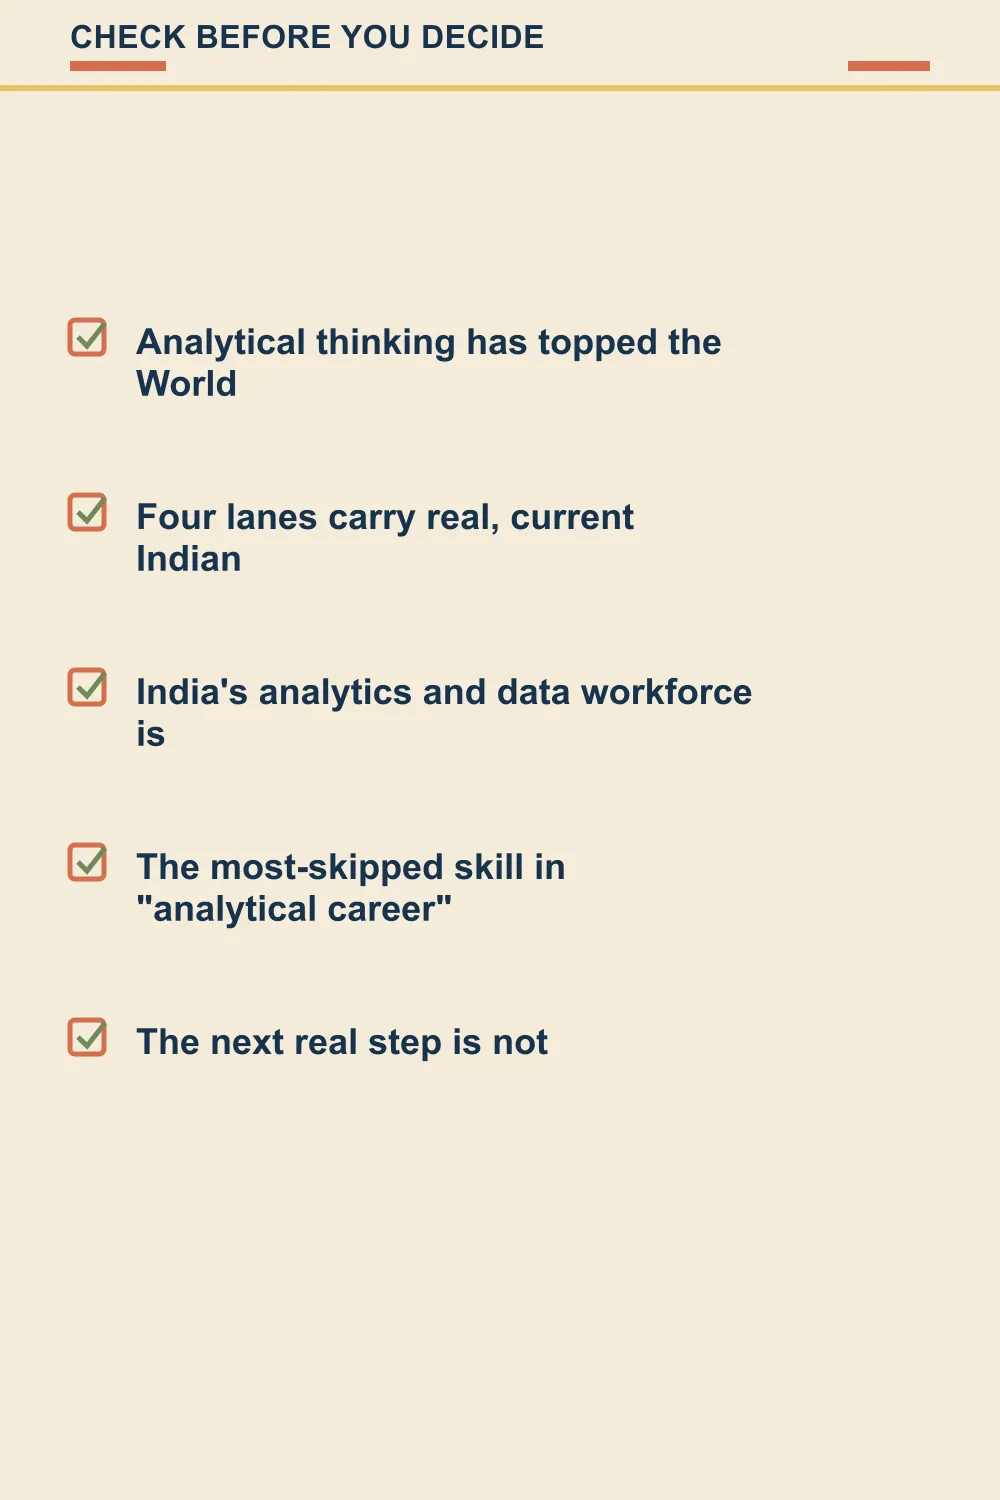 CHECK BEFORE YOU DECIDE
Analytical thinking has topped the
World
Four lanes carry real, current
Indian
India's analytics and data workforce
is
The most-skipped skill in
"analytical career"
The next real step is not